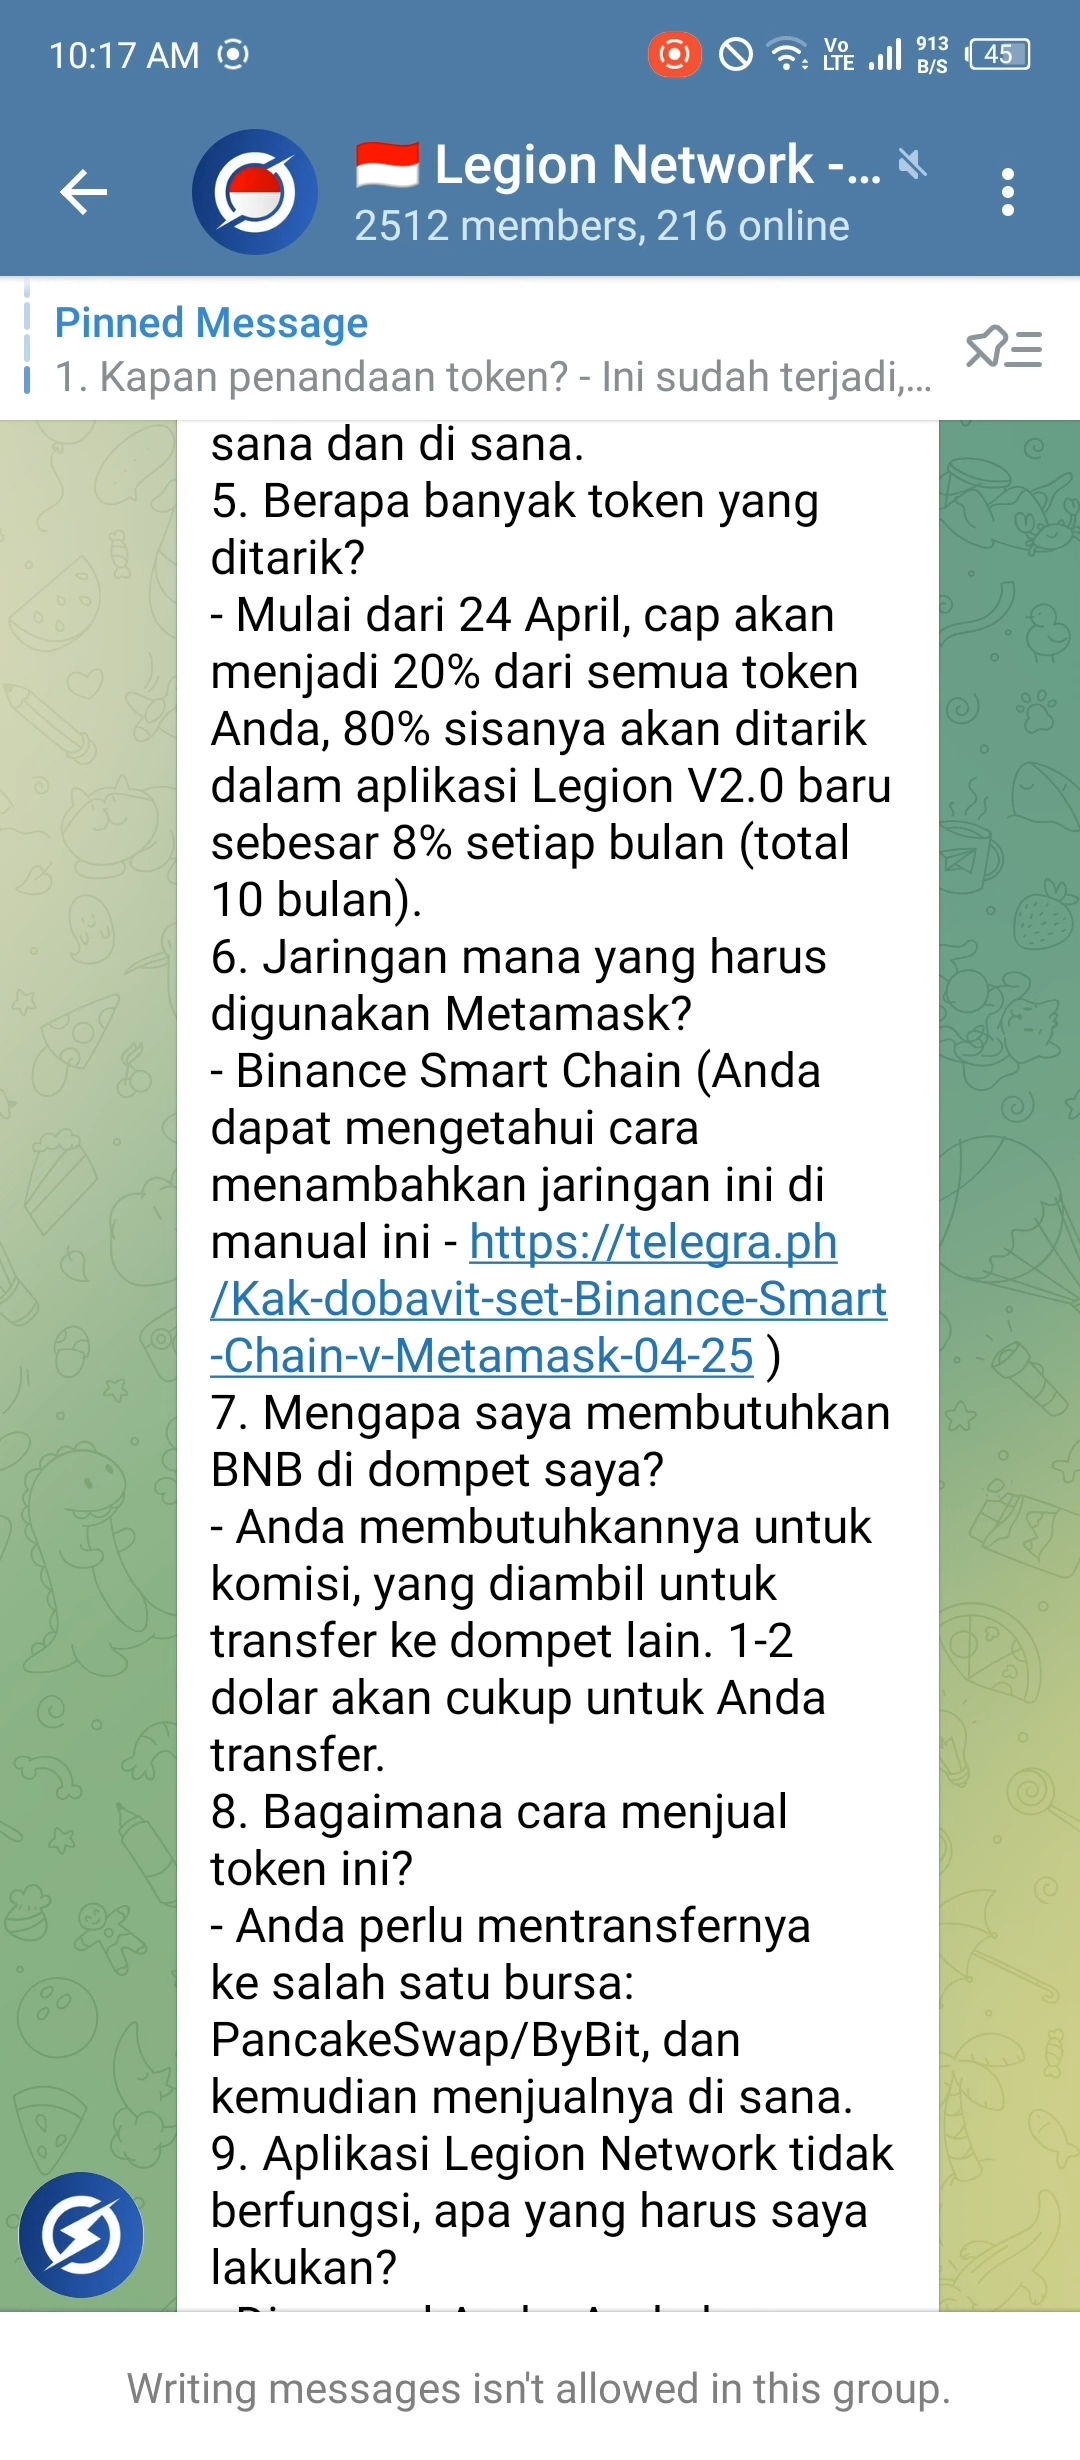 10:17 AM
Vo
LTE
913
B/S
45
Legion Network -...
2512 members, 216 online
Pinned Message
1. Kapan penandaan token? - Ini sudah terjadi,...
sana dan di sana.
5. Berapa banyak token yang
ditarik?
- Mulai dari 24 April, cap akan
menjadi 20% dari semua token
Anda, 80% sisanya akan ditarik
dalam aplikasi Legion V2.0 baru
sebesar 8% setiap bulan (total
10 bulan).
6. Jaringan mana yang harus
digunakan Metamask?
- Binance Smart Chain (Anda
dapat mengetahui cara
menambahkan jaringan ini di
manual ini - https://telegra.ph
/Kak-dobavit-set-Binance-Smart
-Chain-v-Metamask-04-25 )
7. Mengapa saya membutuhkan
BNB di dompet saya?
- Anda membutuhkannya untuk
komisi, yang diambil untuk
transfer ke dompet lain. 1-2
dolar akan cukup untuk Anda
transfer.
8. Bagaimana cara menjual
token ini?
- Anda perlu mentransfernya
ke salah satu bursa:
PancakeSwap/ByBit, dan
kemudian menjualnya di sana.
9. Aplikasi Legion Network tidak
berfungsi, apa yang harus saya
lakukan?
Writing messages isn't allowed in this group.